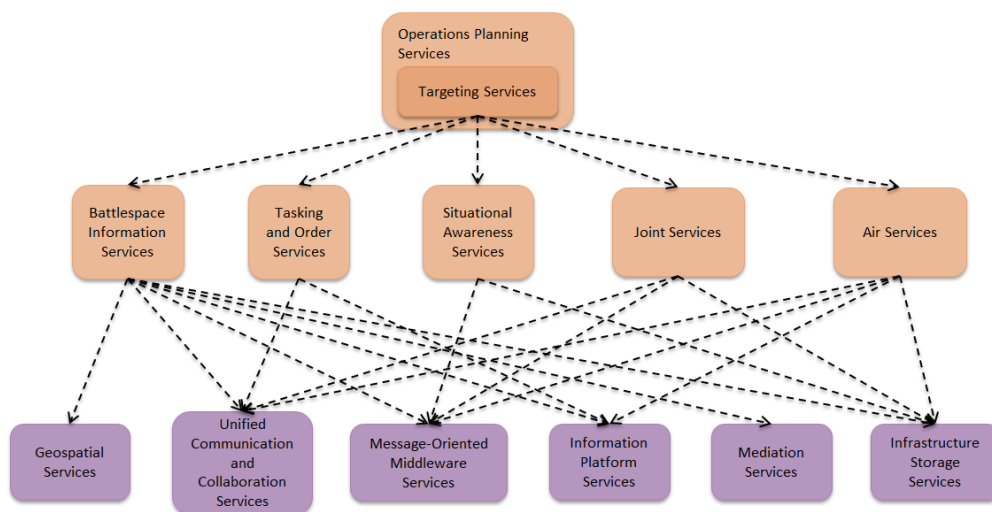 Operations Planning
Services
Targeting Services
Battlespace
Information
Services
Tasking
and Order
Services
Situational
Awareness
Services
Joint Services
Air Services
Geospatial
Services
Unified
Communication
and
Collaboration
Services
Message-Oriented
Middleware
Services
Information
Platform
Services
Mediation
Services
Infrastructure
Storage
Services